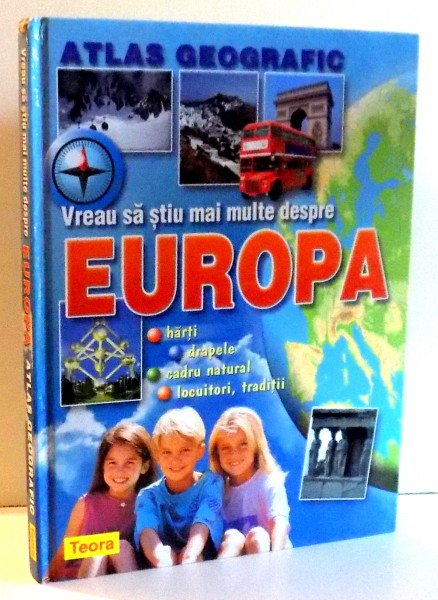 ATLAS GEOGRAFIC
Vreau să știu mai multe despre
EUROPA
hărți
drapele
cadru natural
locuitori, tradiții
Teora
Vreau să știu mai multe despre EUROPA ATLAS GEOGRAFIC